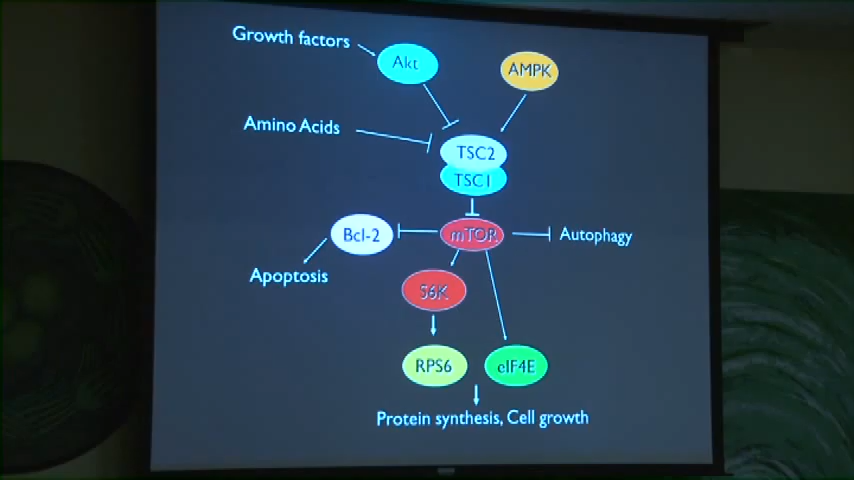 Growth factors
Akt
AMPK
Amino Acids
TSC2
TSC1
Bcl-2
mTOR
Autophagy
Apoptosis
S6K
RPS6
eIF4E
Protein synthesis, Cell growth